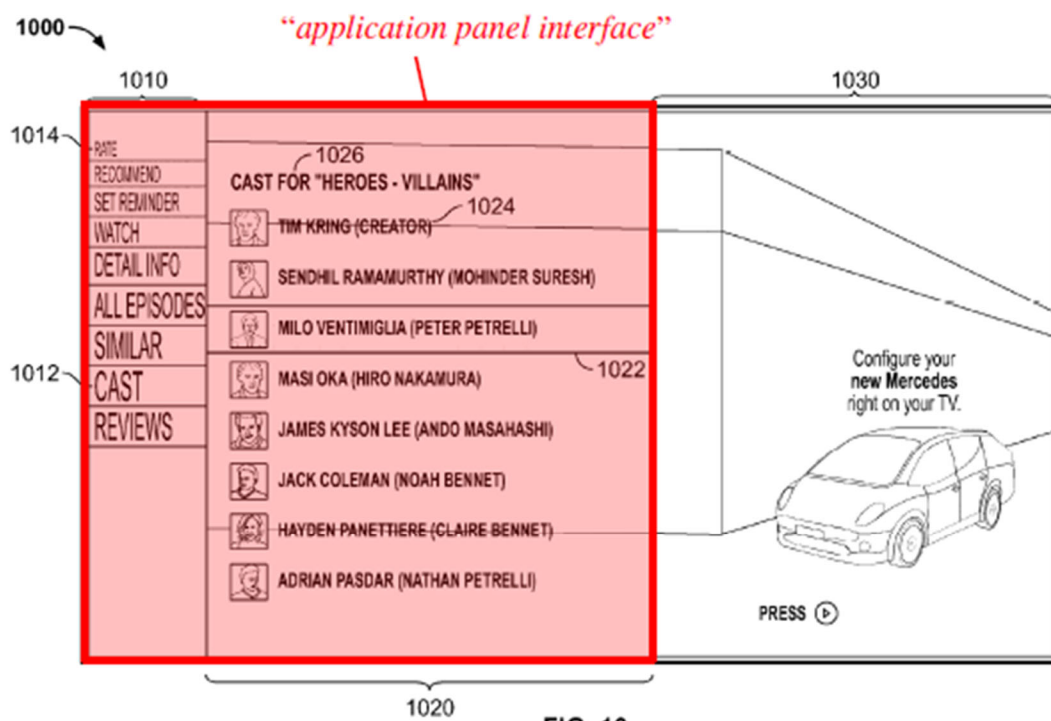 “application panel interface”
1000
1010
1030
1014
RATE
RECOMMEND
SET REMINDER
WATCH
DETAIL INFO
ALL EPISODES
SIMILAR
1012
CAST
REVIEWS
1026
CAST FOR "HEROES - VILLAINS"
1024
TIM KRING (CREATOR)
SENDHIL RAMAMURTHY (MOHINDER SURESH)
MILO VENTIMIGLIA (PETER PETRELLI)
1022
MASI OKA (HIRO NAKAMURA)
JAMES KYSON LEE (ANDO MASAHASHI)
JACK COLEMAN (NOAH BENNET)
HAYDEN PANETTIERE (CLAIRE BENNET)
ADRIAN PASDAR (NATHAN PETRELLI)
Configure your
new Mercedes
right on your TV.
PRESS
1020